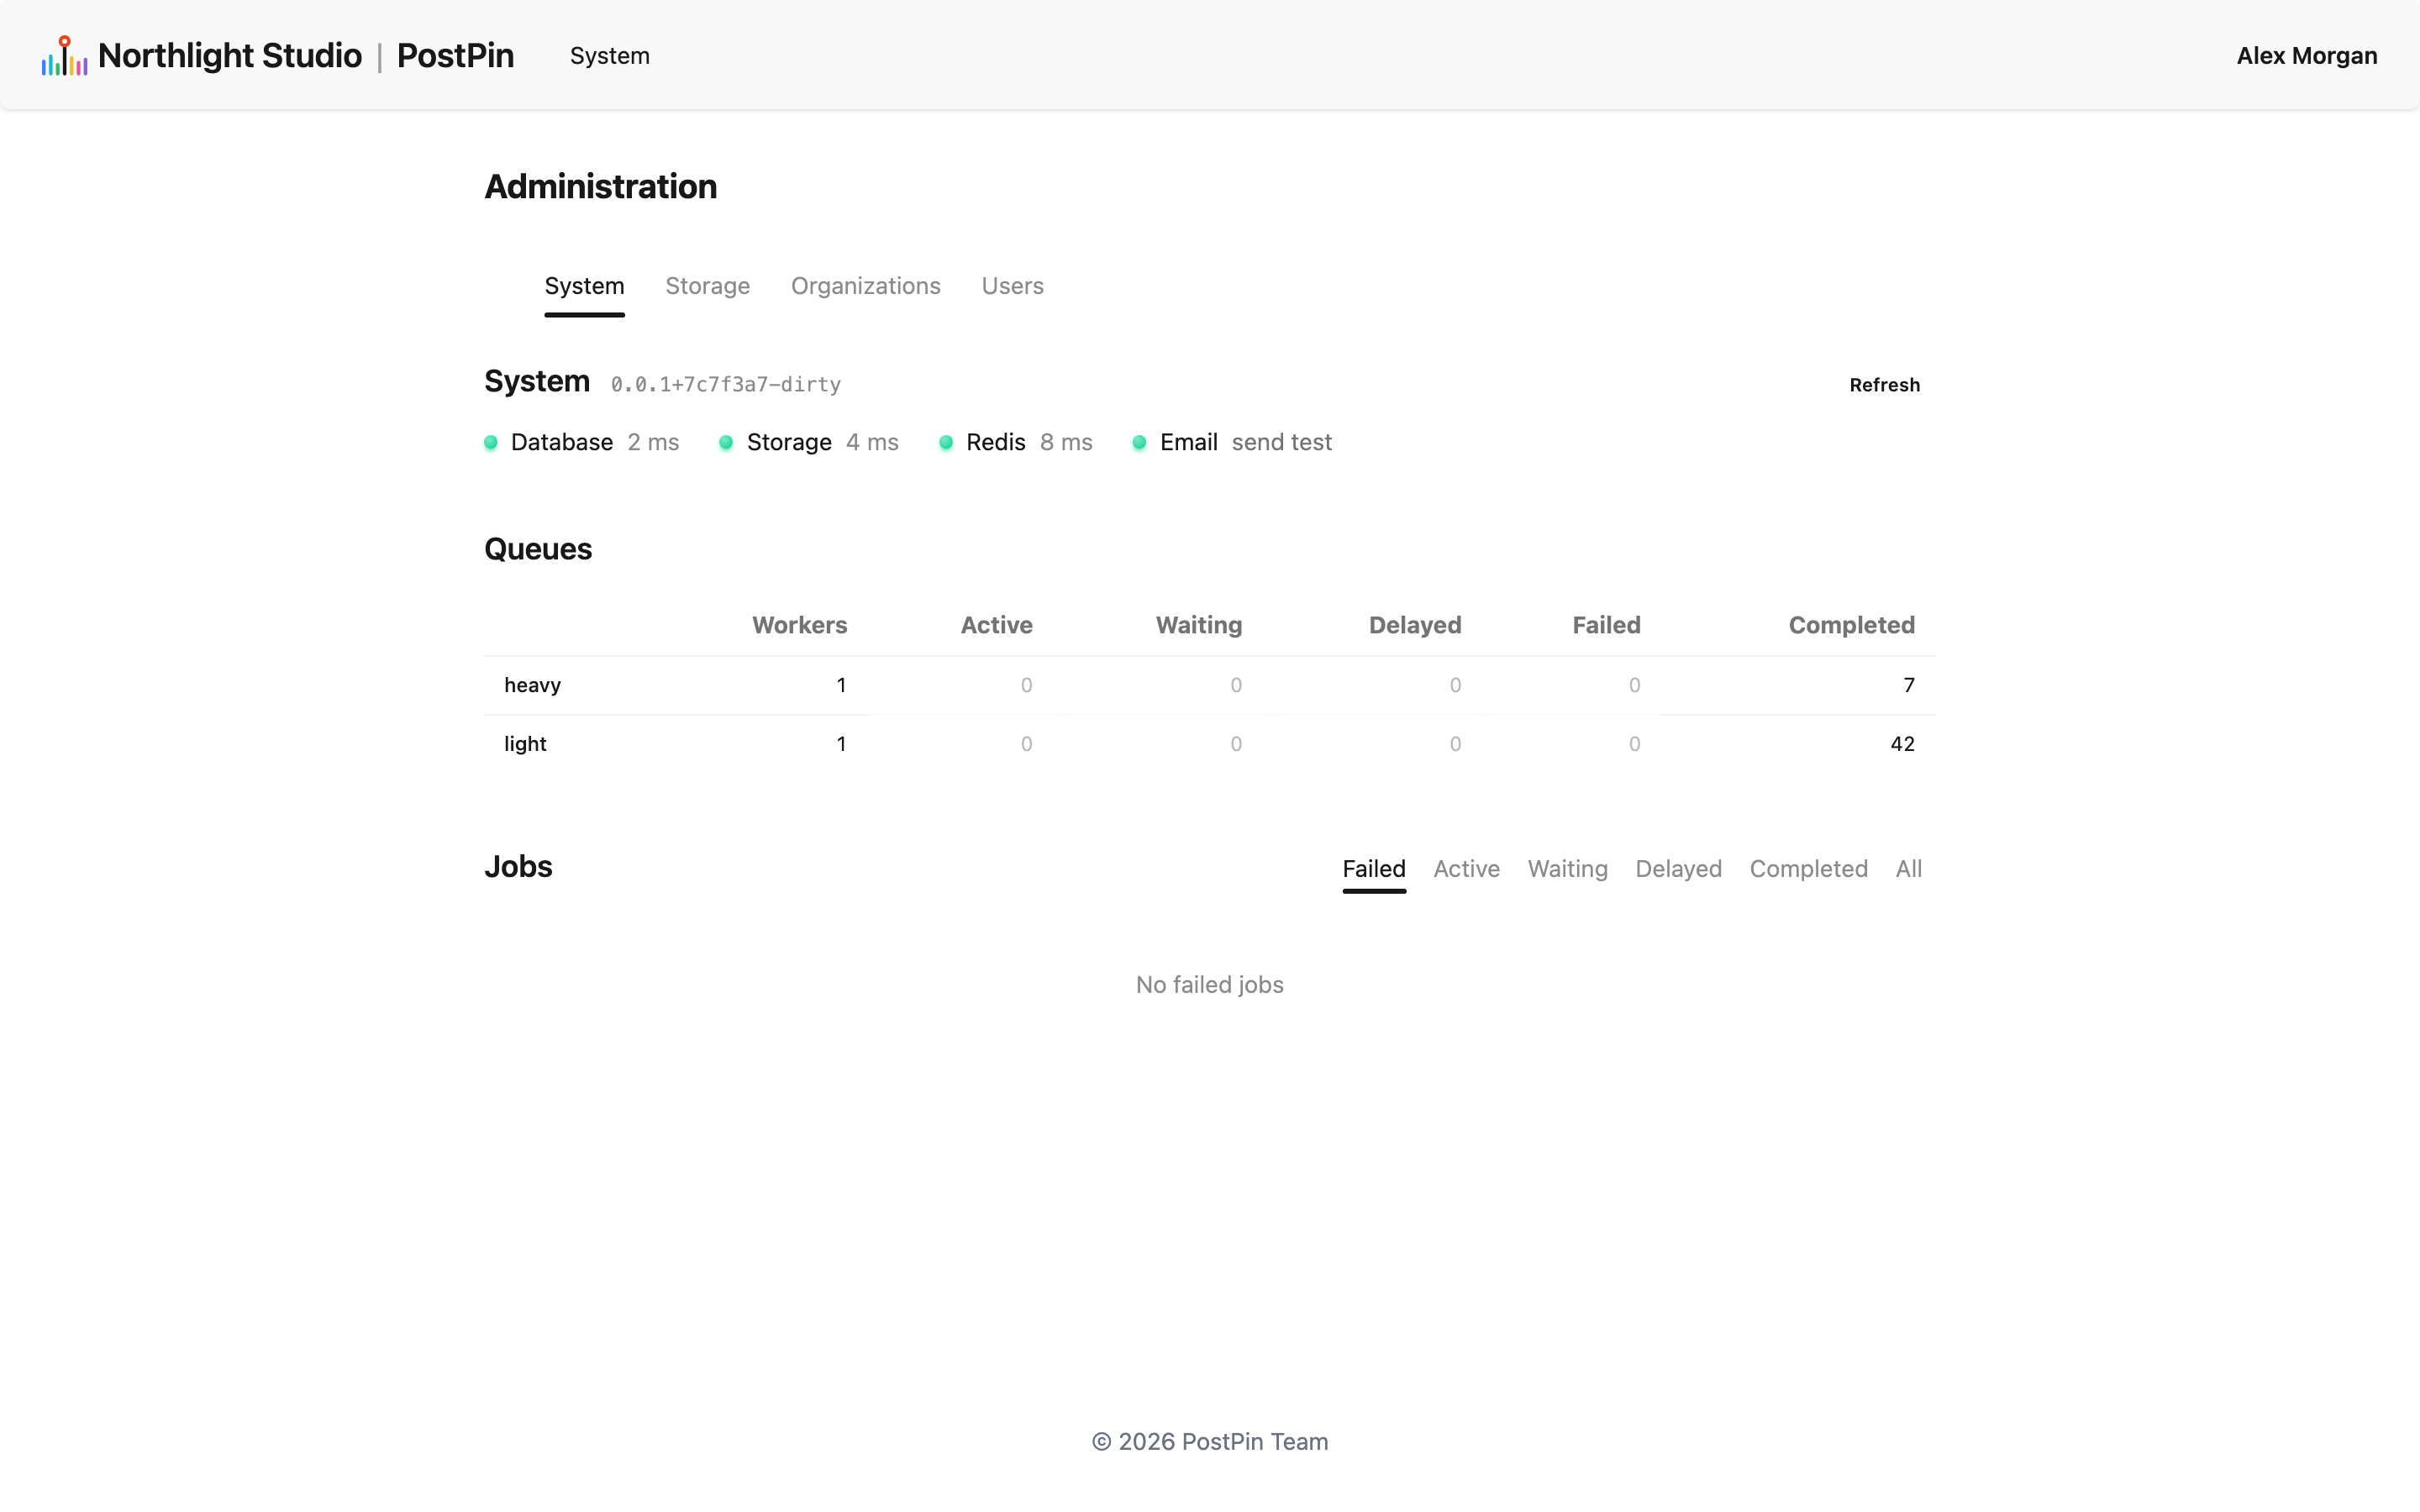 Northlight Studio | PostPin System Alex Morgan
Administration
System Storage Organizations Users
System 0.0.1+7c7f3a7-dirty Refresh
Database 2 ms Storage 4 ms Redis 8 ms Email send test
Queues
Workers Active Waiting Delayed Failed Completed
heavy 1 0 0 0 0 7
light 1 0 0 0 0 42
Jobs Failed Active Waiting Delayed Completed All
No failed jobs
© 2026 PostPin Team